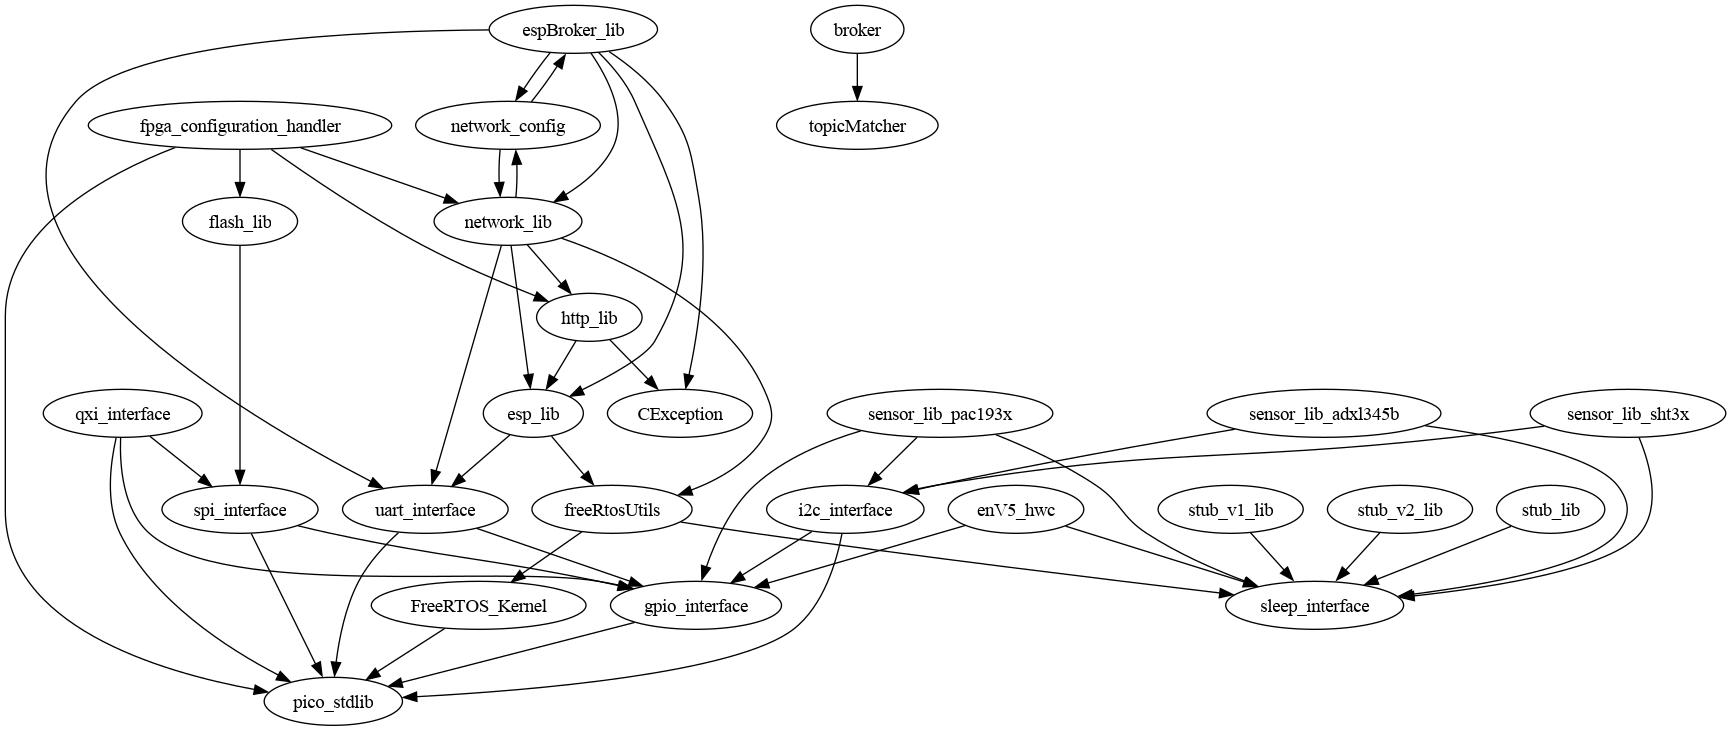 espBroker_lib
broker
fpga_configuration_handler
network_config
topicMatcher
flash_lib
network_lib
http_lib
qxi_interface
esp_lib
CException
sensor_lib_pac193x
sensor_lib_adxl345b
sensor_lib_sht3x
spi_interface
uart_interface
freeRtosUtils
i2c_interface
enV5_hwc
stub_v1_lib
stub_v2_lib
stub_lib
FreeRTOS_Kernel
gpio_interface
sleep_interface
pico_stdlib